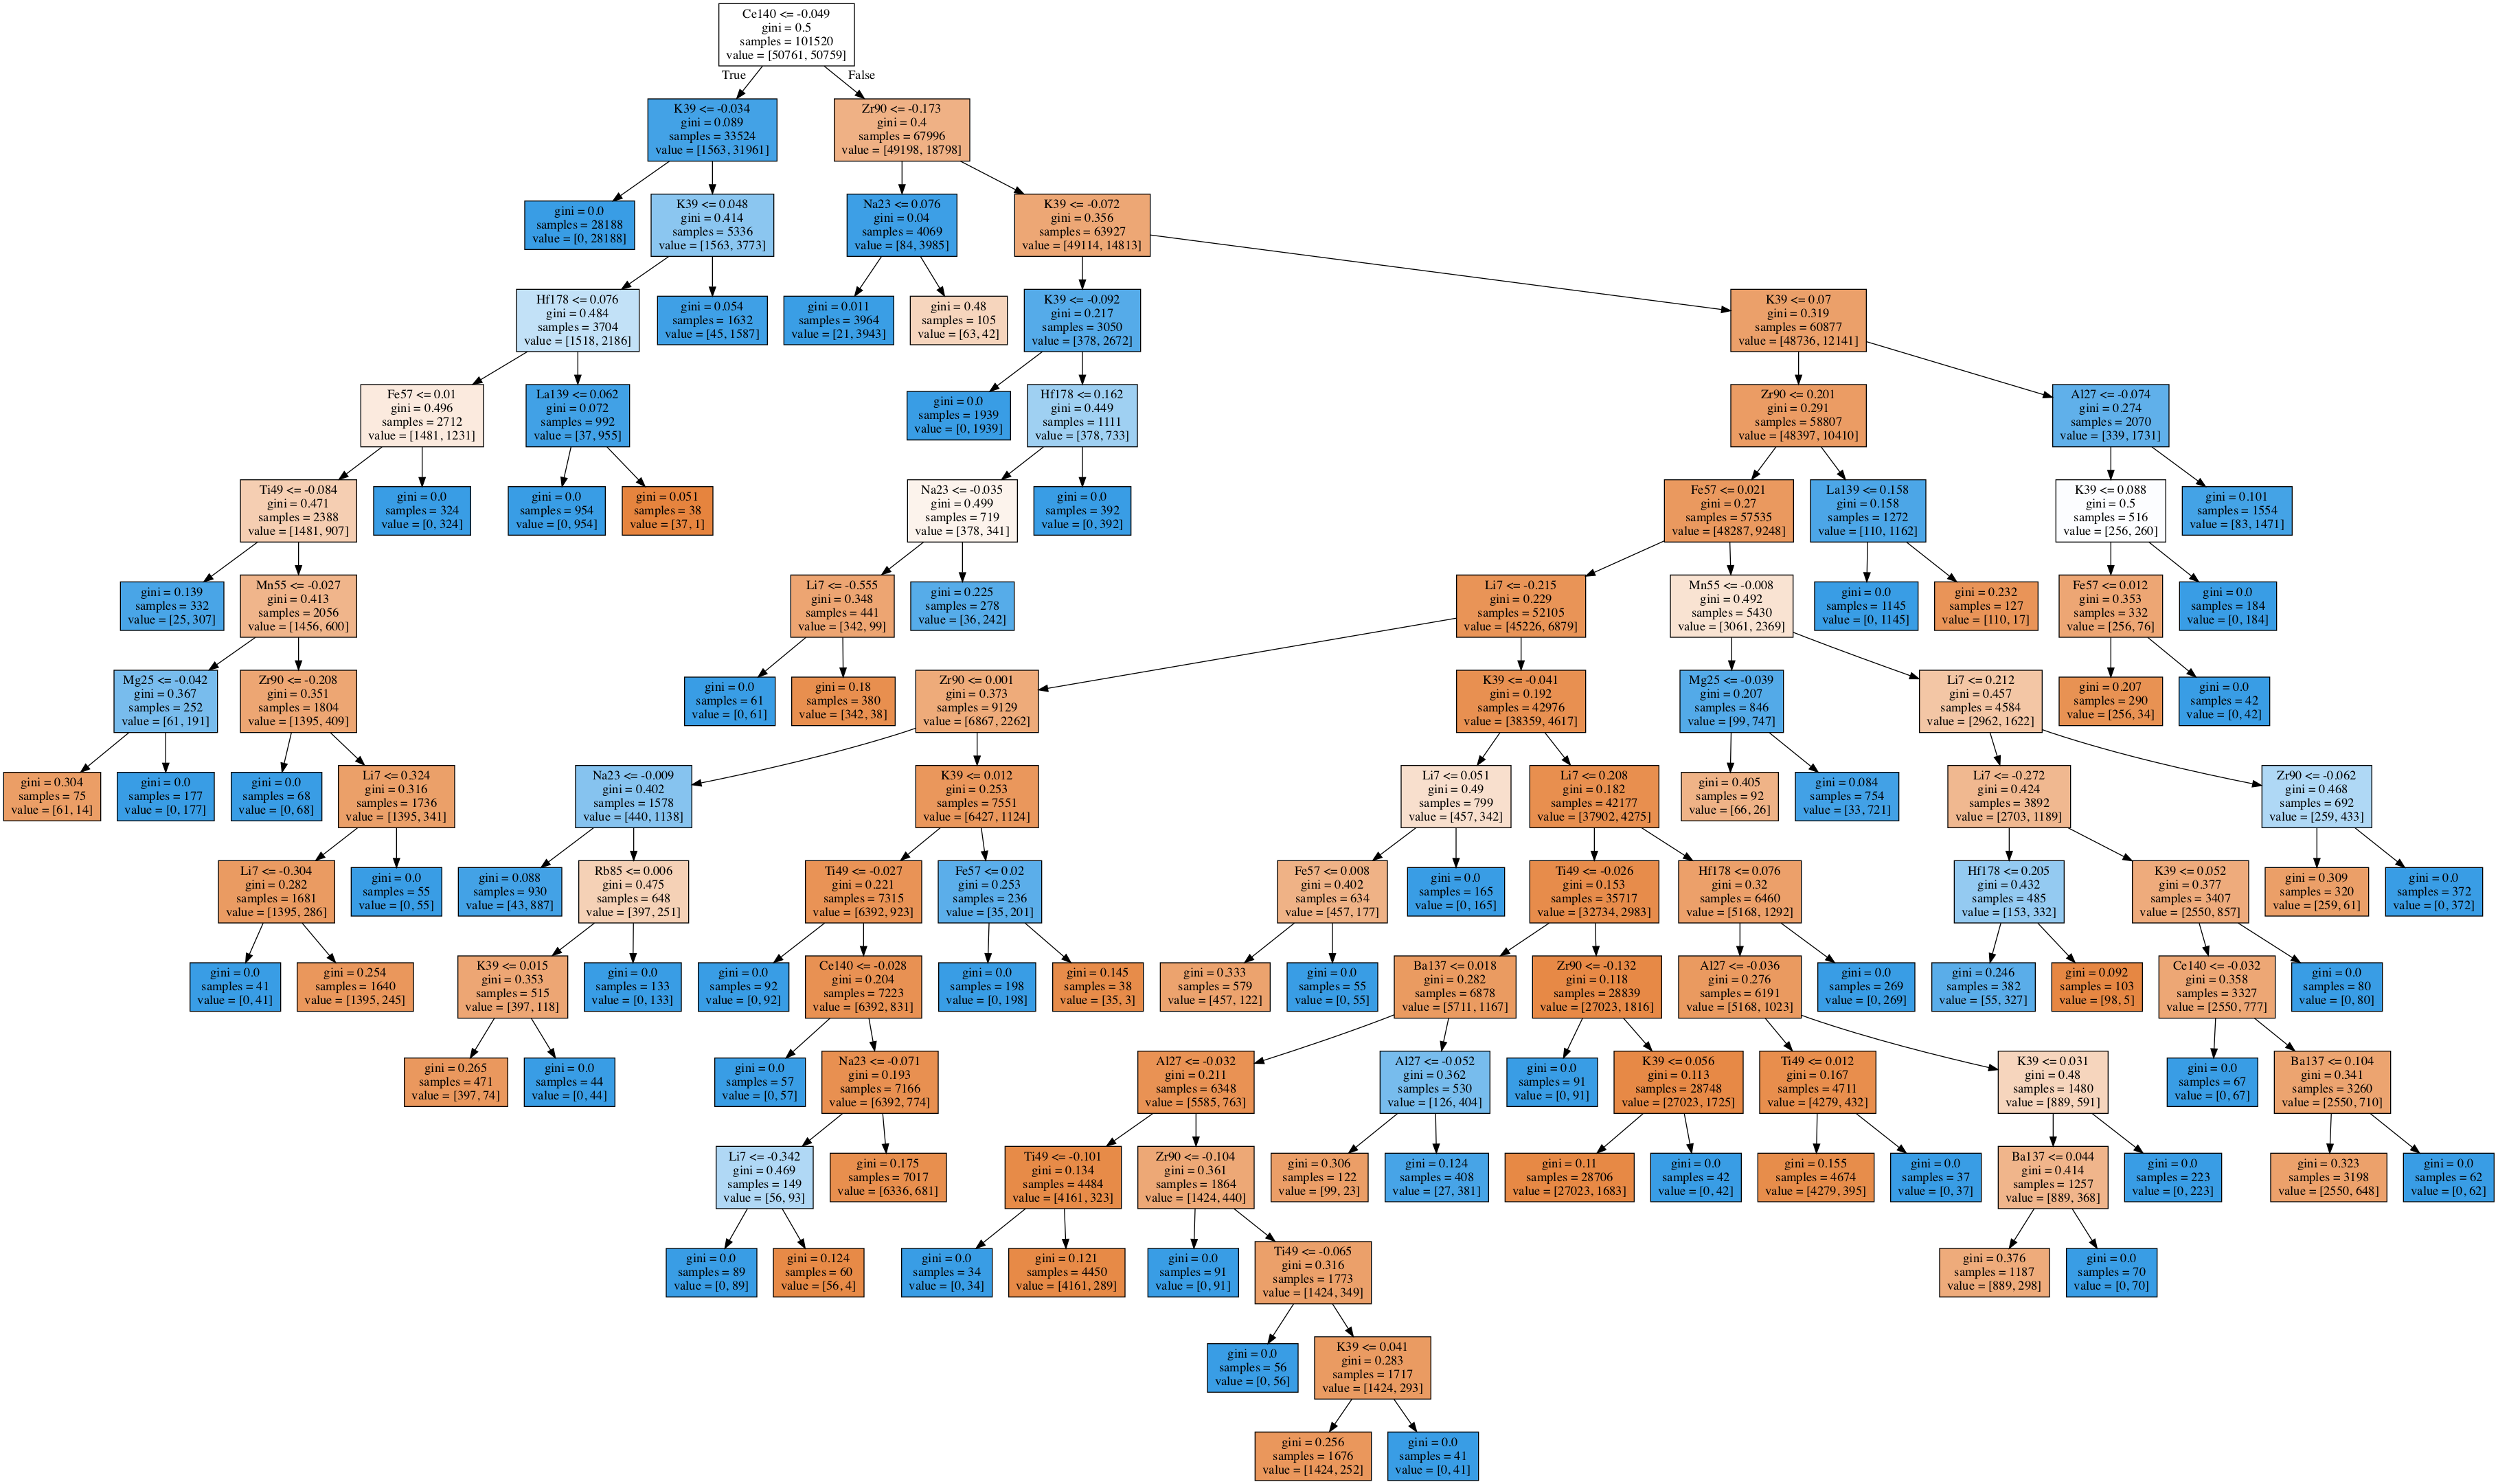 Ce140 <= -0.049
gini = 0.5
samples = 101520
value = [50761, 50759]
True
False
K39 <= -0.034
gini = 0.089
samples = 33524
value = [1563, 31961]
Zr90 <= -0.173
gini = 0.4
samples = 67996
value = [49198, 18798]
gini = 0.0
samples = 28188
value = [0, 28188]
K39 <= 0.048
gini = 0.414
samples = 5336
value = [1563, 3773]
Na23 <= 0.076
gini = 0.04
samples = 4069
value = [84, 3985]
K39 <= -0.072
gini = 0.356
samples = 63927
value = [49114, 14813]
Hf178 <= 0.076
gini = 0.484
samples = 3704
value = [1518, 2186]
gini = 0.054
samples = 1632
value = [45, 1587]
gini = 0.011
samples = 3964
value = [21, 3943]
gini = 0.48
samples = 105
value = [63, 42]
K39 <= -0.092
gini = 0.217
samples = 3050
value = [378, 2672]
K39 <= 0.07
gini = 0.319
samples = 60877
value = [48736, 12141]
Fe57 <= 0.01
gini = 0.496
samples = 2712
value = [1481, 1231]
La139 <= 0.062
gini = 0.072
samples = 992
value = [37, 955]
gini = 0.0
samples = 1939
value = [0, 1939]
Hf178 <= 0.162
gini = 0.449
samples = 1111
value = [378, 733]
Zr90 <= 0.201
gini = 0.291
samples = 58807
value = [48397, 10410]
Al27 <= -0.074
gini = 0.274
samples = 2070
value = [339, 1731]
Ti49 <= -0.084
gini = 0.471
samples = 2388
value = [1481, 907]
gini = 0.0
samples = 324
value = [0, 324]
gini = 0.0
samples = 954
value = [0, 954]
gini = 0.051
samples = 38
value = [37, 1]
Na23 <= -0.035
gini = 0.499
samples = 719
value = [378, 341]
gini = 0.0
samples = 392
value = [0, 392]
Fe57 <= 0.021
gini = 0.27
samples = 57535
value = [48287, 9248]
La139 <= 0.158
gini = 0.158
samples = 1272
value = [110, 1162]
K39 <= 0.088
gini = 0.5
samples = 516
value = [256, 260]
gini = 0.101
samples = 1554
value = [83, 1471]
gini = 0.139
samples = 332
value = [25, 307]
Mn55 <= -0.027
gini = 0.413
samples = 2056
value = [1456, 600]
Li7 <= -0.555
gini = 0.348
samples = 441
value = [342, 99]
gini = 0.225
samples = 278
value = [36, 242]
Li7 <= -0.215
gini = 0.229
samples = 52105
value = [45226, 6879]
Mn55 <= -0.008
gini = 0.492
samples = 5430
value = [3061, 2369]
gini = 0.0
samples = 1145
value = [0, 1145]
gini = 0.232
samples = 127
value = [110, 17]
Fe57 <= 0.012
gini = 0.353
samples = 332
value = [256, 76]
gini = 0.0
samples = 184
value = [0, 184]
Mg25 <= -0.042
gini = 0.367
samples = 252
value = [61, 191]
Zr90 <= -0.208
gini = 0.351
samples = 1804
value = [1395, 409]
gini = 0.0
samples = 61
value = [0, 61]
gini = 0.18
samples = 380
value = [342, 38]
Zr90 <= 0.001
gini = 0.373
samples = 9129
value = [6867, 2262]
K39 <= -0.041
gini = 0.192
samples = 42976
value = [38359, 4617]
Mg25 <= -0.039
gini = 0.207
samples = 846
value = [99, 747]
Li7 <= 0.212
gini = 0.457
samples = 4584
value = [2962, 1622]
gini = 0.207
samples = 290
value = [256, 34]
gini = 0.0
samples = 42
value = [0, 42]
gini = 0.304
samples = 75
value = [61, 14]
gini = 0.0
samples = 177
value = [0, 177]
gini = 0.0
samples = 68
value = [0, 68]
Li7 <= 0.324
gini = 0.316
samples = 1736
value = [1395, 341]
Na23 <= -0.009
gini = 0.402
samples = 1578
value = [440, 1138]
K39 <= 0.012
gini = 0.253
samples = 7551
value = [6427, 1124]
Li7 <= 0.051
gini = 0.49
samples = 799
value = [457, 342]
Li7 <= 0.208
gini = 0.182
samples = 42177
value = [37902, 4275]
gini = 0.405
samples = 92
value = [66, 26]
gini = 0.084
samples = 754
value = [33, 721]
Li7 <= -0.272
gini = 0.424
samples = 3892
value = [2703, 1189]
Zr90 <= -0.062
gini = 0.468
samples = 692
value = [259, 433]
Li7 <= -0.304
gini = 0.282
samples = 1681
value = [1395, 286]
gini = 0.0
samples = 55
value = [0, 55]
gini = 0.088
samples = 930
value = [43, 887]
Rb85 <= 0.006
gini = 0.475
samples = 648
value = [397, 251]
Ti49 <= -0.027
gini = 0.221
samples = 7315
value = [6392, 923]
Fe57 <= 0.02
gini = 0.253
samples = 236
value = [35, 201]
Fe57 <= 0.008
gini = 0.402
samples = 634
value = [457, 177]
gini = 0.0
samples = 165
value = [0, 165]
Ti49 <= -0.026
gini = 0.153
samples = 35717
value = [32734, 2983]
Hf178 <= 0.076
gini = 0.32
samples = 6460
value = [5168, 1292]
Hf178 <= 0.205
gini = 0.432
samples = 485
value = [153, 332]
K39 <= 0.052
gini = 0.377
samples = 3407
value = [2550, 857]
gini = 0.309
samples = 320
value = [259, 61]
gini = 0.0
samples = 372
value = [0, 372]
gini = 0.0
samples = 41
value = [0, 41]
gini = 0.254
samples = 1640
value = [1395, 245]
K39 <= 0.015
gini = 0.353
samples = 515
value = [397, 118]
gini = 0.0
samples = 133
value = [0, 133]
gini = 0.0
samples = 92
value = [0, 92]
Ce140 <= -0.028
gini = 0.204
samples = 7223
value = [6392, 831]
gini = 0.0
samples = 198
value = [0, 198]
gini = 0.145
samples = 38
value = [35, 3]
gini = 0.333
samples = 579
value = [457, 122]
gini = 0.0
samples = 55
value = [0, 55]
Ba137 <= 0.018
gini = 0.282
samples = 6878
value = [5711, 1167]
Zr90 <= -0.132
gini = 0.118
samples = 28839
value = [27023, 1816]
Al27 <= -0.036
gini = 0.276
samples = 6191
value = [5168, 1023]
gini = 0.0
samples = 269
value = [0, 269]
gini = 0.246
samples = 382
value = [55, 327]
gini = 0.092
samples = 103
value = [98, 5]
Ce140 <= -0.032
gini = 0.358
samples = 3327
value = [2550, 777]
gini = 0.0
samples = 80
value = [0, 80]
gini = 0.265
samples = 471
value = [397, 74]
gini = 0.0
samples = 44
value = [0, 44]
gini = 0.0
samples = 57
value = [0, 57]
Na23 <= -0.071
gini = 0.193
samples = 7166
value = [6392, 774]
Al27 <= -0.032
gini = 0.211
samples = 6348
value = [5585, 763]
Al27 <= -0.052
gini = 0.362
samples = 530
value = [126, 404]
gini = 0.0
samples = 91
value = [0, 91]
K39 <= 0.056
gini = 0.113
samples = 28748
value = [27023, 1725]
Ti49 <= 0.012
gini = 0.167
samples = 4711
value = [4279, 432]
K39 <= 0.031
gini = 0.48
samples = 1480
value = [889, 591]
gini = 0.0
samples = 67
value = [0, 67]
Ba137 <= 0.104
gini = 0.341
samples = 3260
value = [2550, 710]
Li7 <= -0.342
gini = 0.469
samples = 149
value = [56, 93]
gini = 0.175
samples = 7017
value = [6336, 681]
Ti49 <= -0.101
gini = 0.134
samples = 4484
value = [4161, 323]
Zr90 <= -0.104
gini = 0.361
samples = 1864
value = [1424, 440]
gini = 0.306
samples = 122
value = [99, 23]
gini = 0.124
samples = 408
value = [27, 381]
gini = 0.11
samples = 28706
value = [27023, 1683]
gini = 0.0
samples = 42
value = [0, 42]
gini = 0.155
samples = 4674
value = [4279, 395]
gini = 0.0
samples = 37
value = [0, 37]
Ba137 <= 0.044
gini = 0.414
samples = 1257
value = [889, 368]
gini = 0.0
samples = 223
value = [0, 223]
gini = 0.323
samples = 3198
value = [2550, 648]
gini = 0.0
samples = 62
value = [0, 62]
gini = 0.0
samples = 89
value = [0, 89]
gini = 0.124
samples = 60
value = [56, 4]
gini = 0.0
samples = 34
value = [0, 34]
gini = 0.121
samples = 4450
value = [4161, 289]
gini = 0.0
samples = 91
value = [0, 91]
Ti49 <= -0.065
gini = 0.316
samples = 1773
value = [1424, 349]
gini = 0.376
samples = 1187
value = [889, 298]
gini = 0.0
samples = 70
value = [0, 70]
gini = 0.0
samples = 56
value = [0, 56]
K39 <= 0.041
gini = 0.283
samples = 1717
value = [1424, 293]
gini = 0.256
samples = 1676
value = [1424, 252]
gini = 0.0
samples = 41
value = [0, 41]